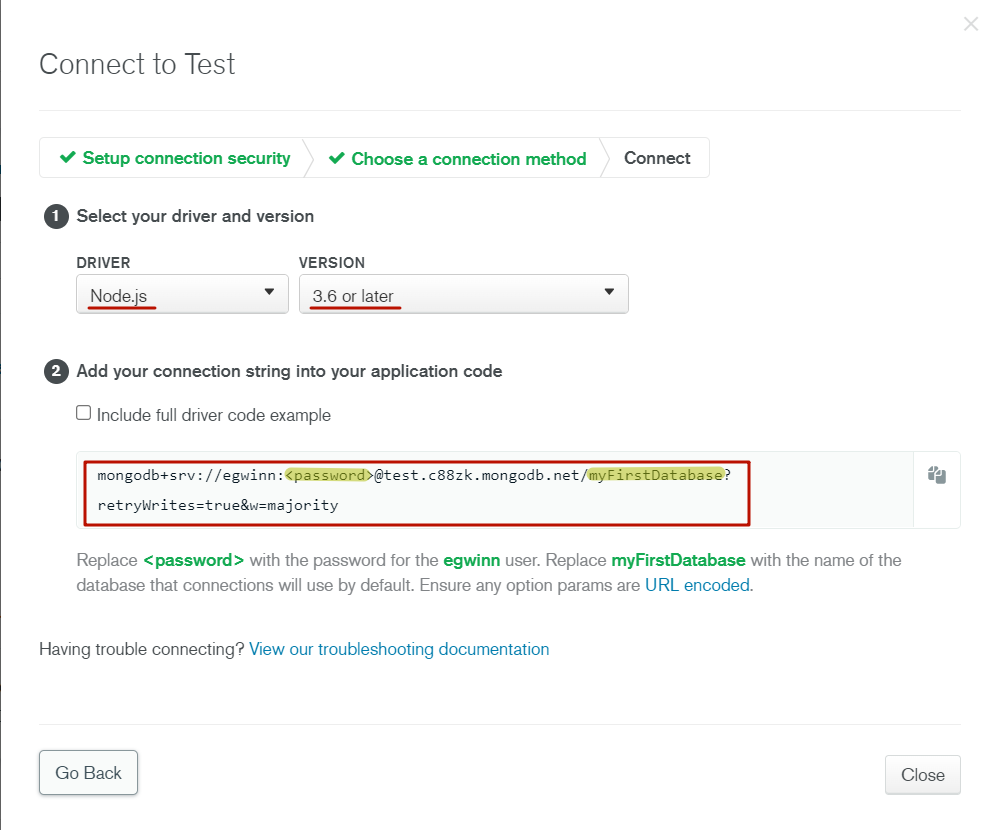 Connect to Test
Setup connection security
Choose a connection method
Connect
1 Select your driver and version
DRIVER
VERSION
Node.js
3.6 or later
2 Add your connection string into your application code
Include full driver code example
mongodb+srv://egwinn:<password>@test.c88zk.mongodb.net/myFirstDatabase?
retryWrites=true&w=majority
Replace <password> with the password for the egwinn user. Replace myFirstDatabase with the name of the
database that connections will use by default. Ensure any option params are URL encoded.
Having trouble connecting? View our troubleshooting documentation
Go Back
Close